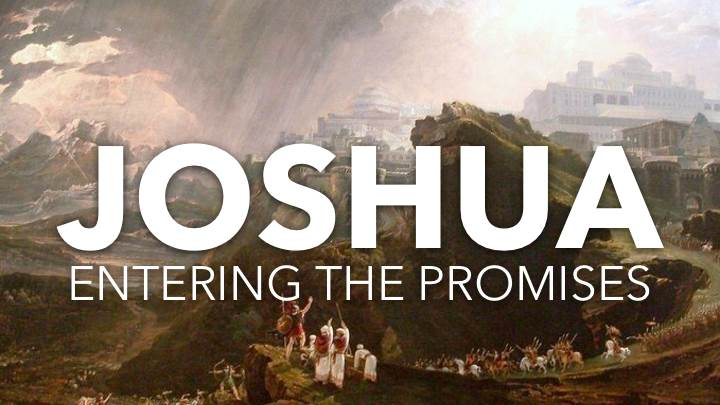 JOSHUA
ENTERING THE PROMISES